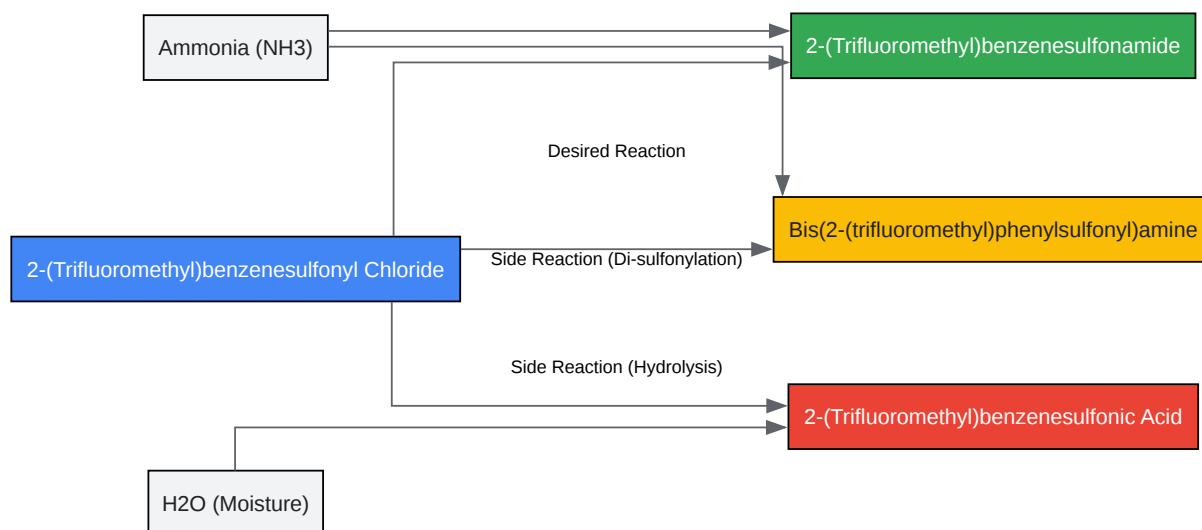 Ammonia (NH3)
2-(Trifluoromethyl)benzenesulfonamide
Desired Reaction
Bis(2-(trifluoromethyl)phenylsulfonyl)amine
2-(Trifluoromethyl)benzenesulfonyl Chloride
Side Reaction (Di-sulfonylation)
Side Reaction (Hydrolysis)
2-(Trifluoromethyl)benzenesulfonic Acid
H2O (Moisture)